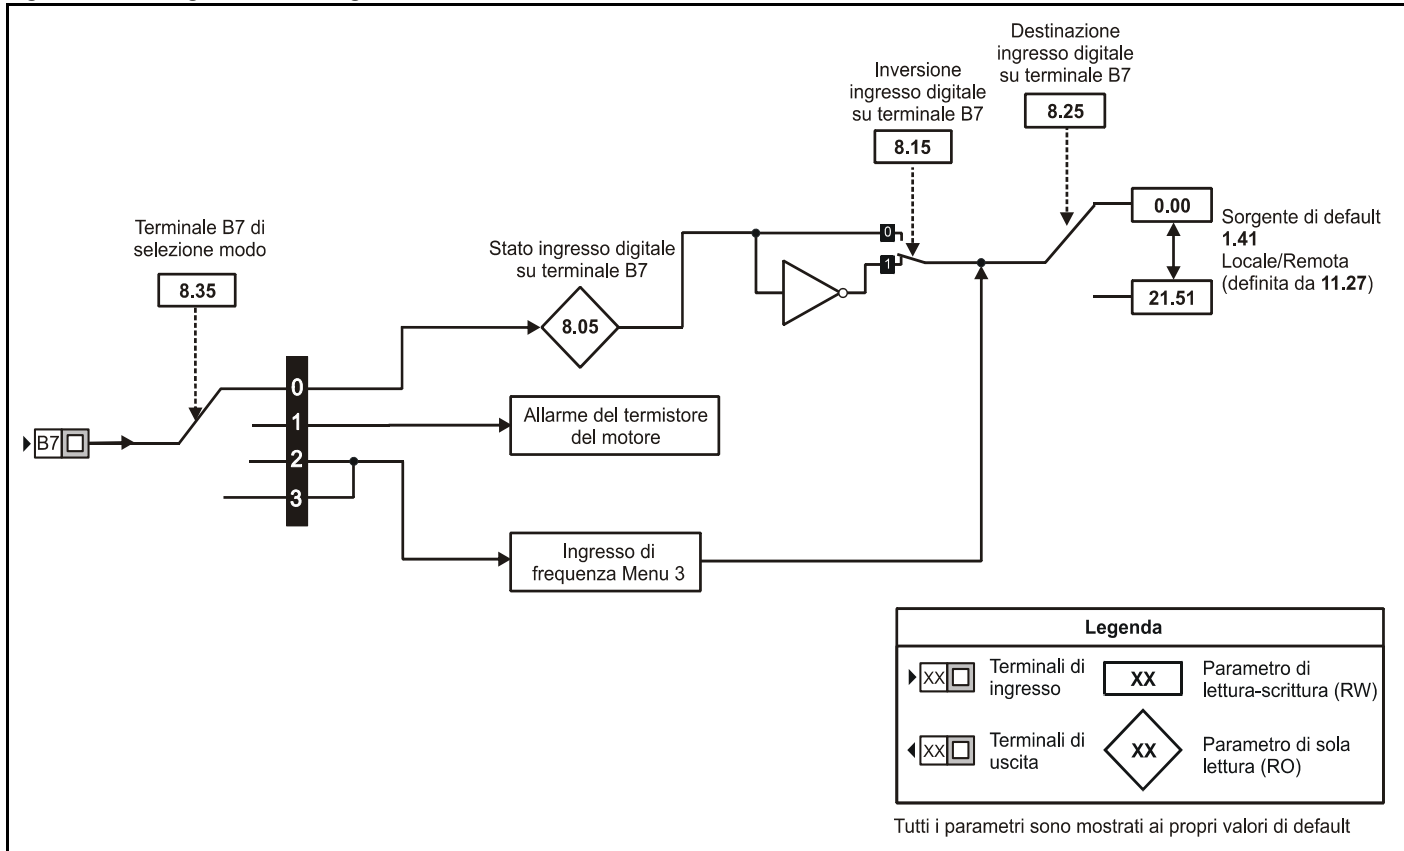 Destinazione
ingresso digitale
su terminale B7
8.25
Inversione
ingresso digitale
su terminale B7
8.15
0.00
Sorgente di default
1.41
Locale/Remota
(definita da 11.27)
21.51
Terminale B7 di
selezione modo
8.35
Stato ingresso digitale
su terminale B7
8.05
0
1
0
1
2
3
B7
Allarme del termistore
del motore
Ingresso di
frequenza Menu 3
Legenda
XX
Terminali di
ingresso
XX
Parametro di
lettura-scrittura (RW)
XX
Terminali di
uscita
XX
Parametro di sola
lettura (RO)
Tutti i parametri sono mostrati ai propri valori di default